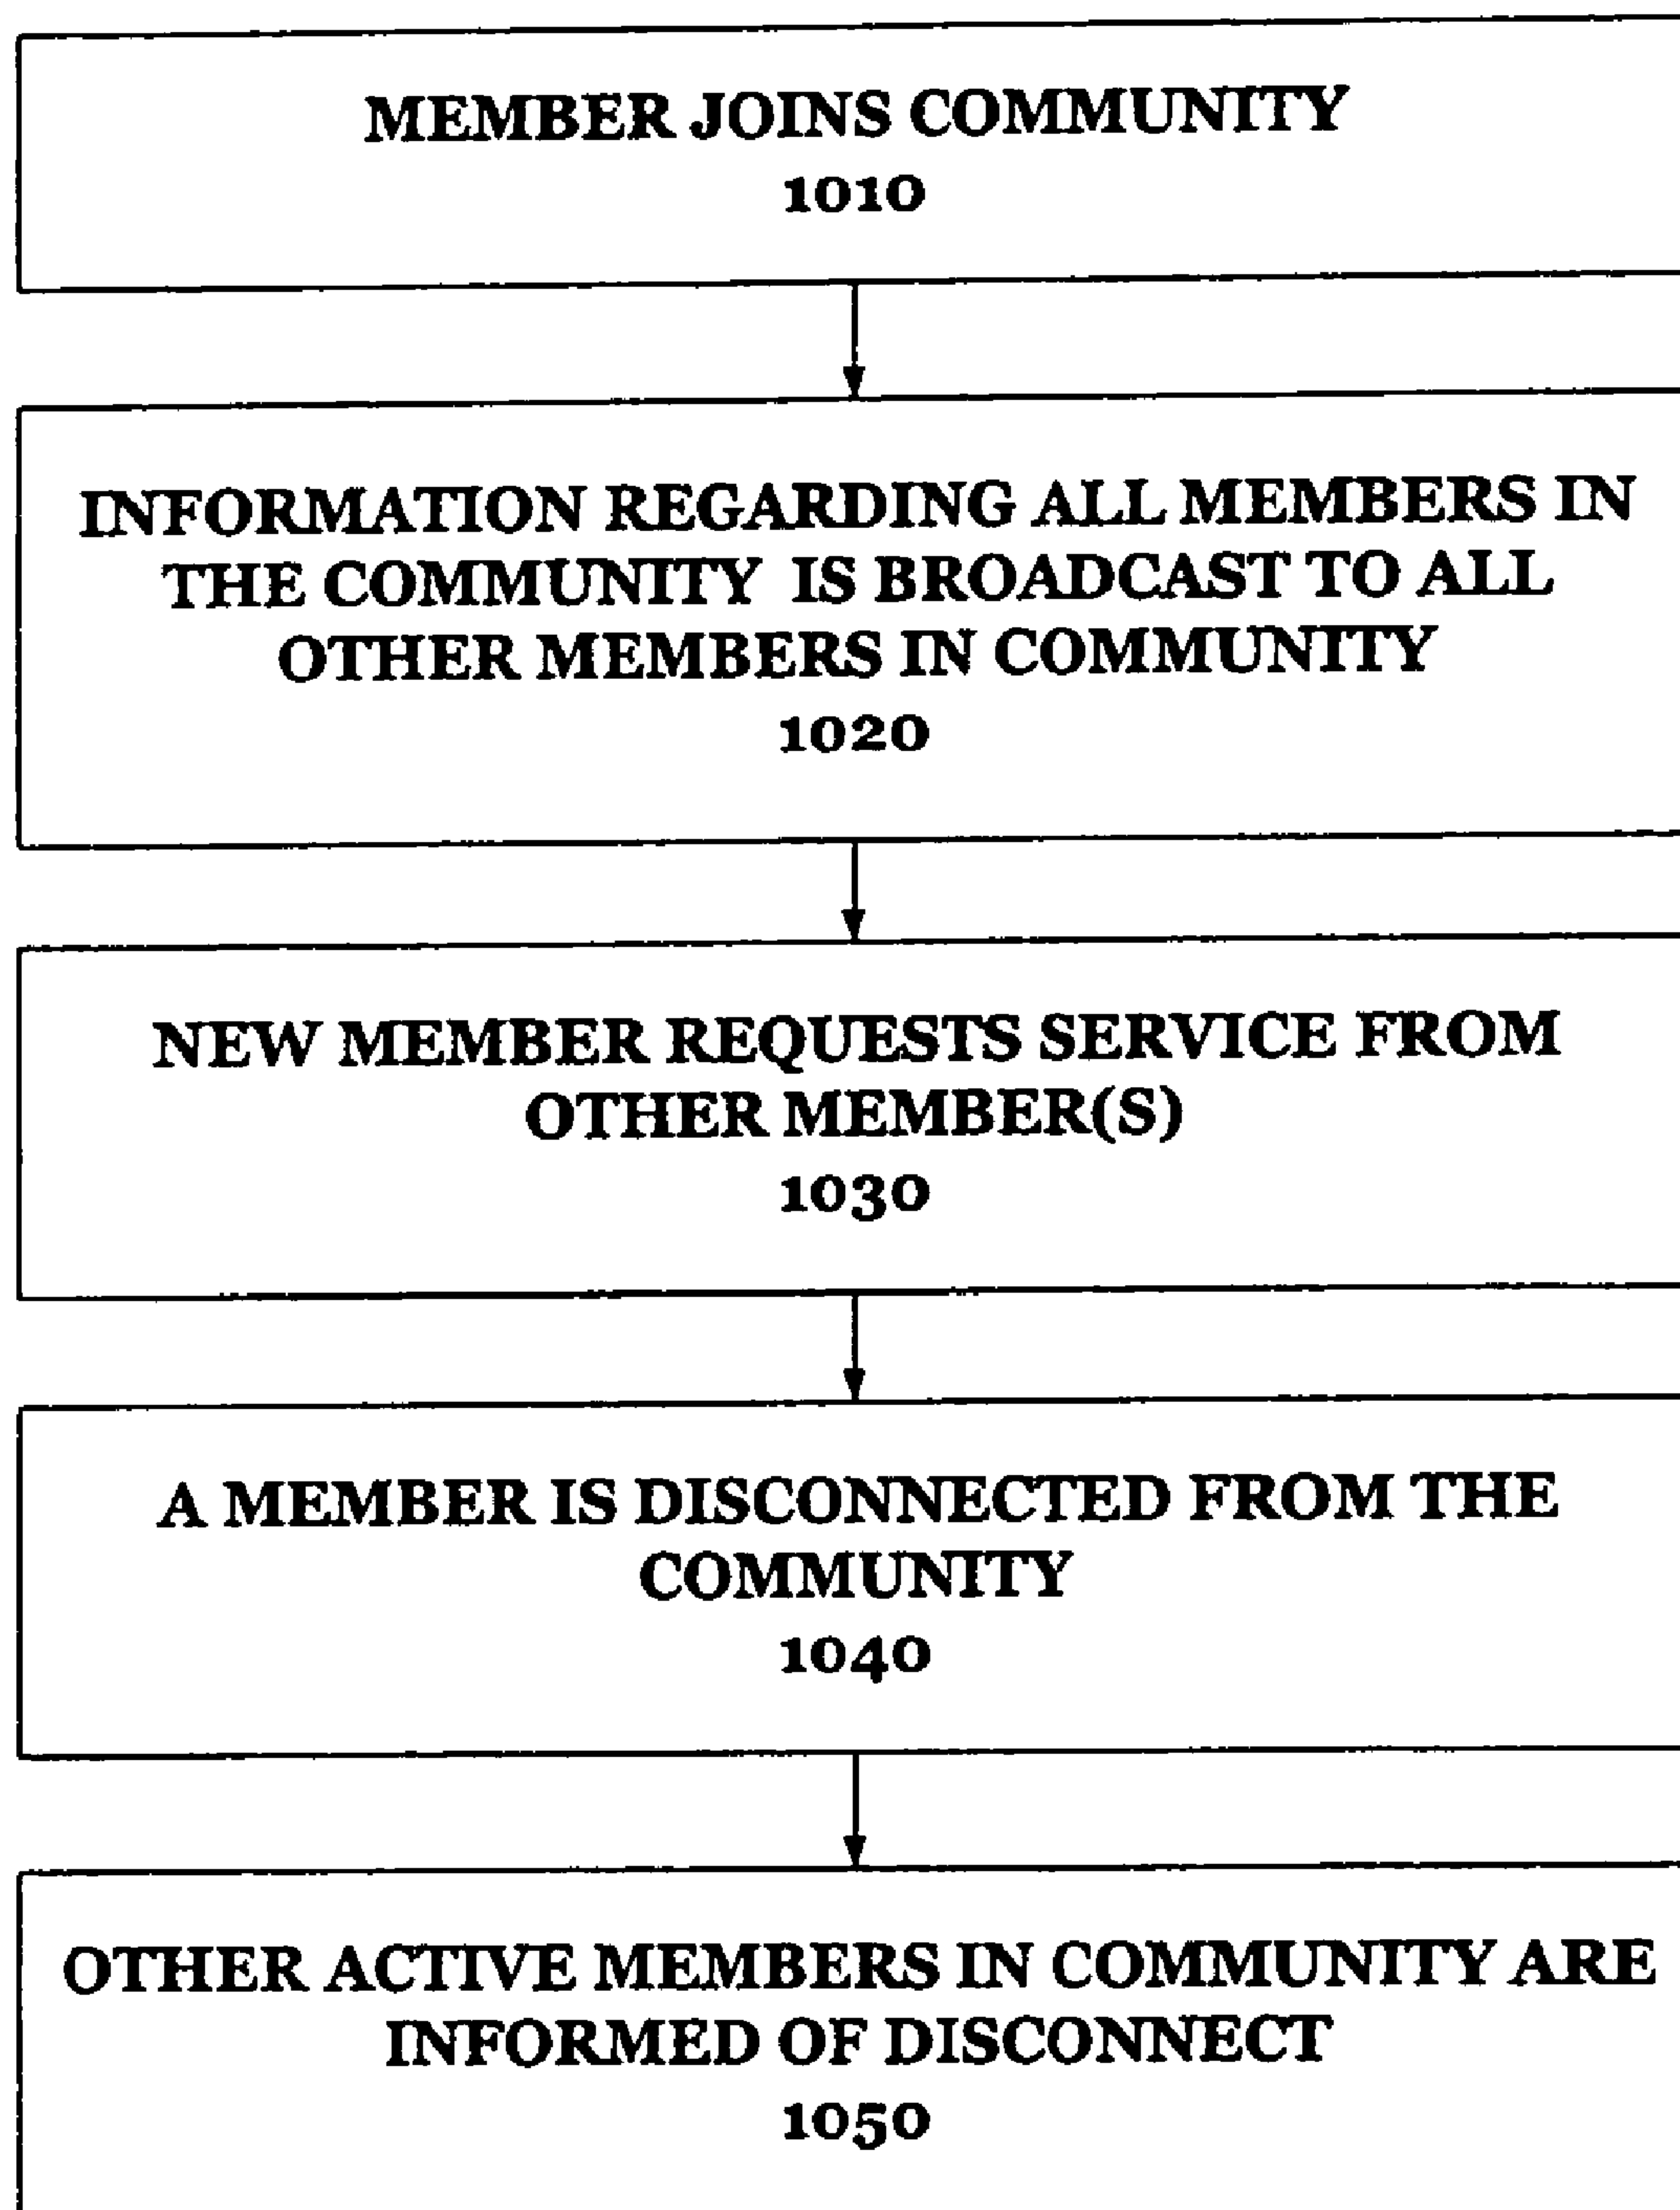 MEMBER JOINS COMMUNITY
1010
INFORMATION REGARDING ALL MEMBERS IN
THE COMMUNITY IS BROADCAST TO ALL
OTHER MEMBERS IN COMMUNITY
1020
NEW MEMBER REQUESTS SERVICE FROM
OTHER MEMBER(S)
1030
A MEMBER IS DISCONNECTED FROM THE
COMMUNITY
1040
OTHER ACTIVE MEMBERS IN COMMUNITY ARE
INFORMED OF DISCONNECT
1050